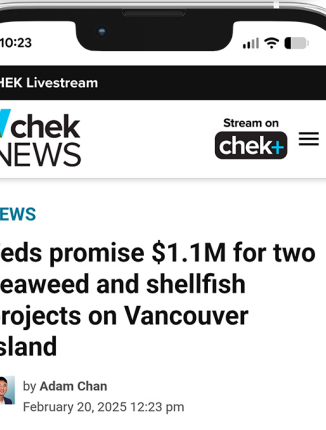 10:23
HEK Livestream
chek
NEWS
Stream on
chek+
EWS
eds promise $1.1M for two
eaweed and shellfish
rojects on Vancouver
sland
by Adam Chan
February 20, 2025 12:23 pm